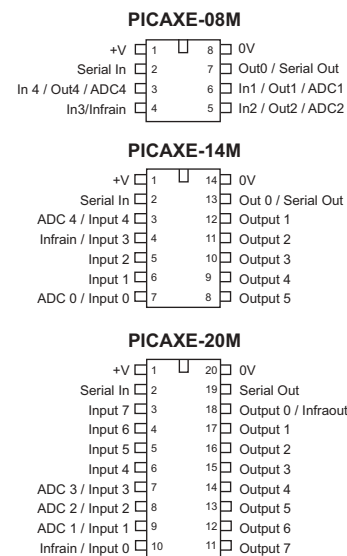 PICAXE-08M
+V 1 8 0V
Serial In 2 7 Out0 / Serial Out
In 4 / Out4 / ADC4 3 6 In1 / Out1 / ADC1
In3/Infrain 4 5 In2 / Out2 / ADC2
PICAXE-14M
+V 1 14 0V
Serial In 2 13 Out 0 / Serial Out
ADC 4 / Input 4 3 12 Output 1
Infrain / Input 3 4 11 Output 2
Input 2 5 10 Output 3
Input 1 6 9 Output 4
ADC 0 / Input 0 7 8 Output 5
PICAXE-20M
+V 1 20 0V
Serial In 2 19 Serial Out
Input 7 3 18 Output 0 / Infraout
Input 6 4 17 Output 1
Input 5 5 16 Output 2
Input 4 6 15 Output 3
ADC 3 / Input 3 7 14 Output 4
ADC 2 / Input 2 8 13 Output 5
ADC 1 / Input 1 9 12 Output 6
Infrain / Input 0 10 11 Output 7